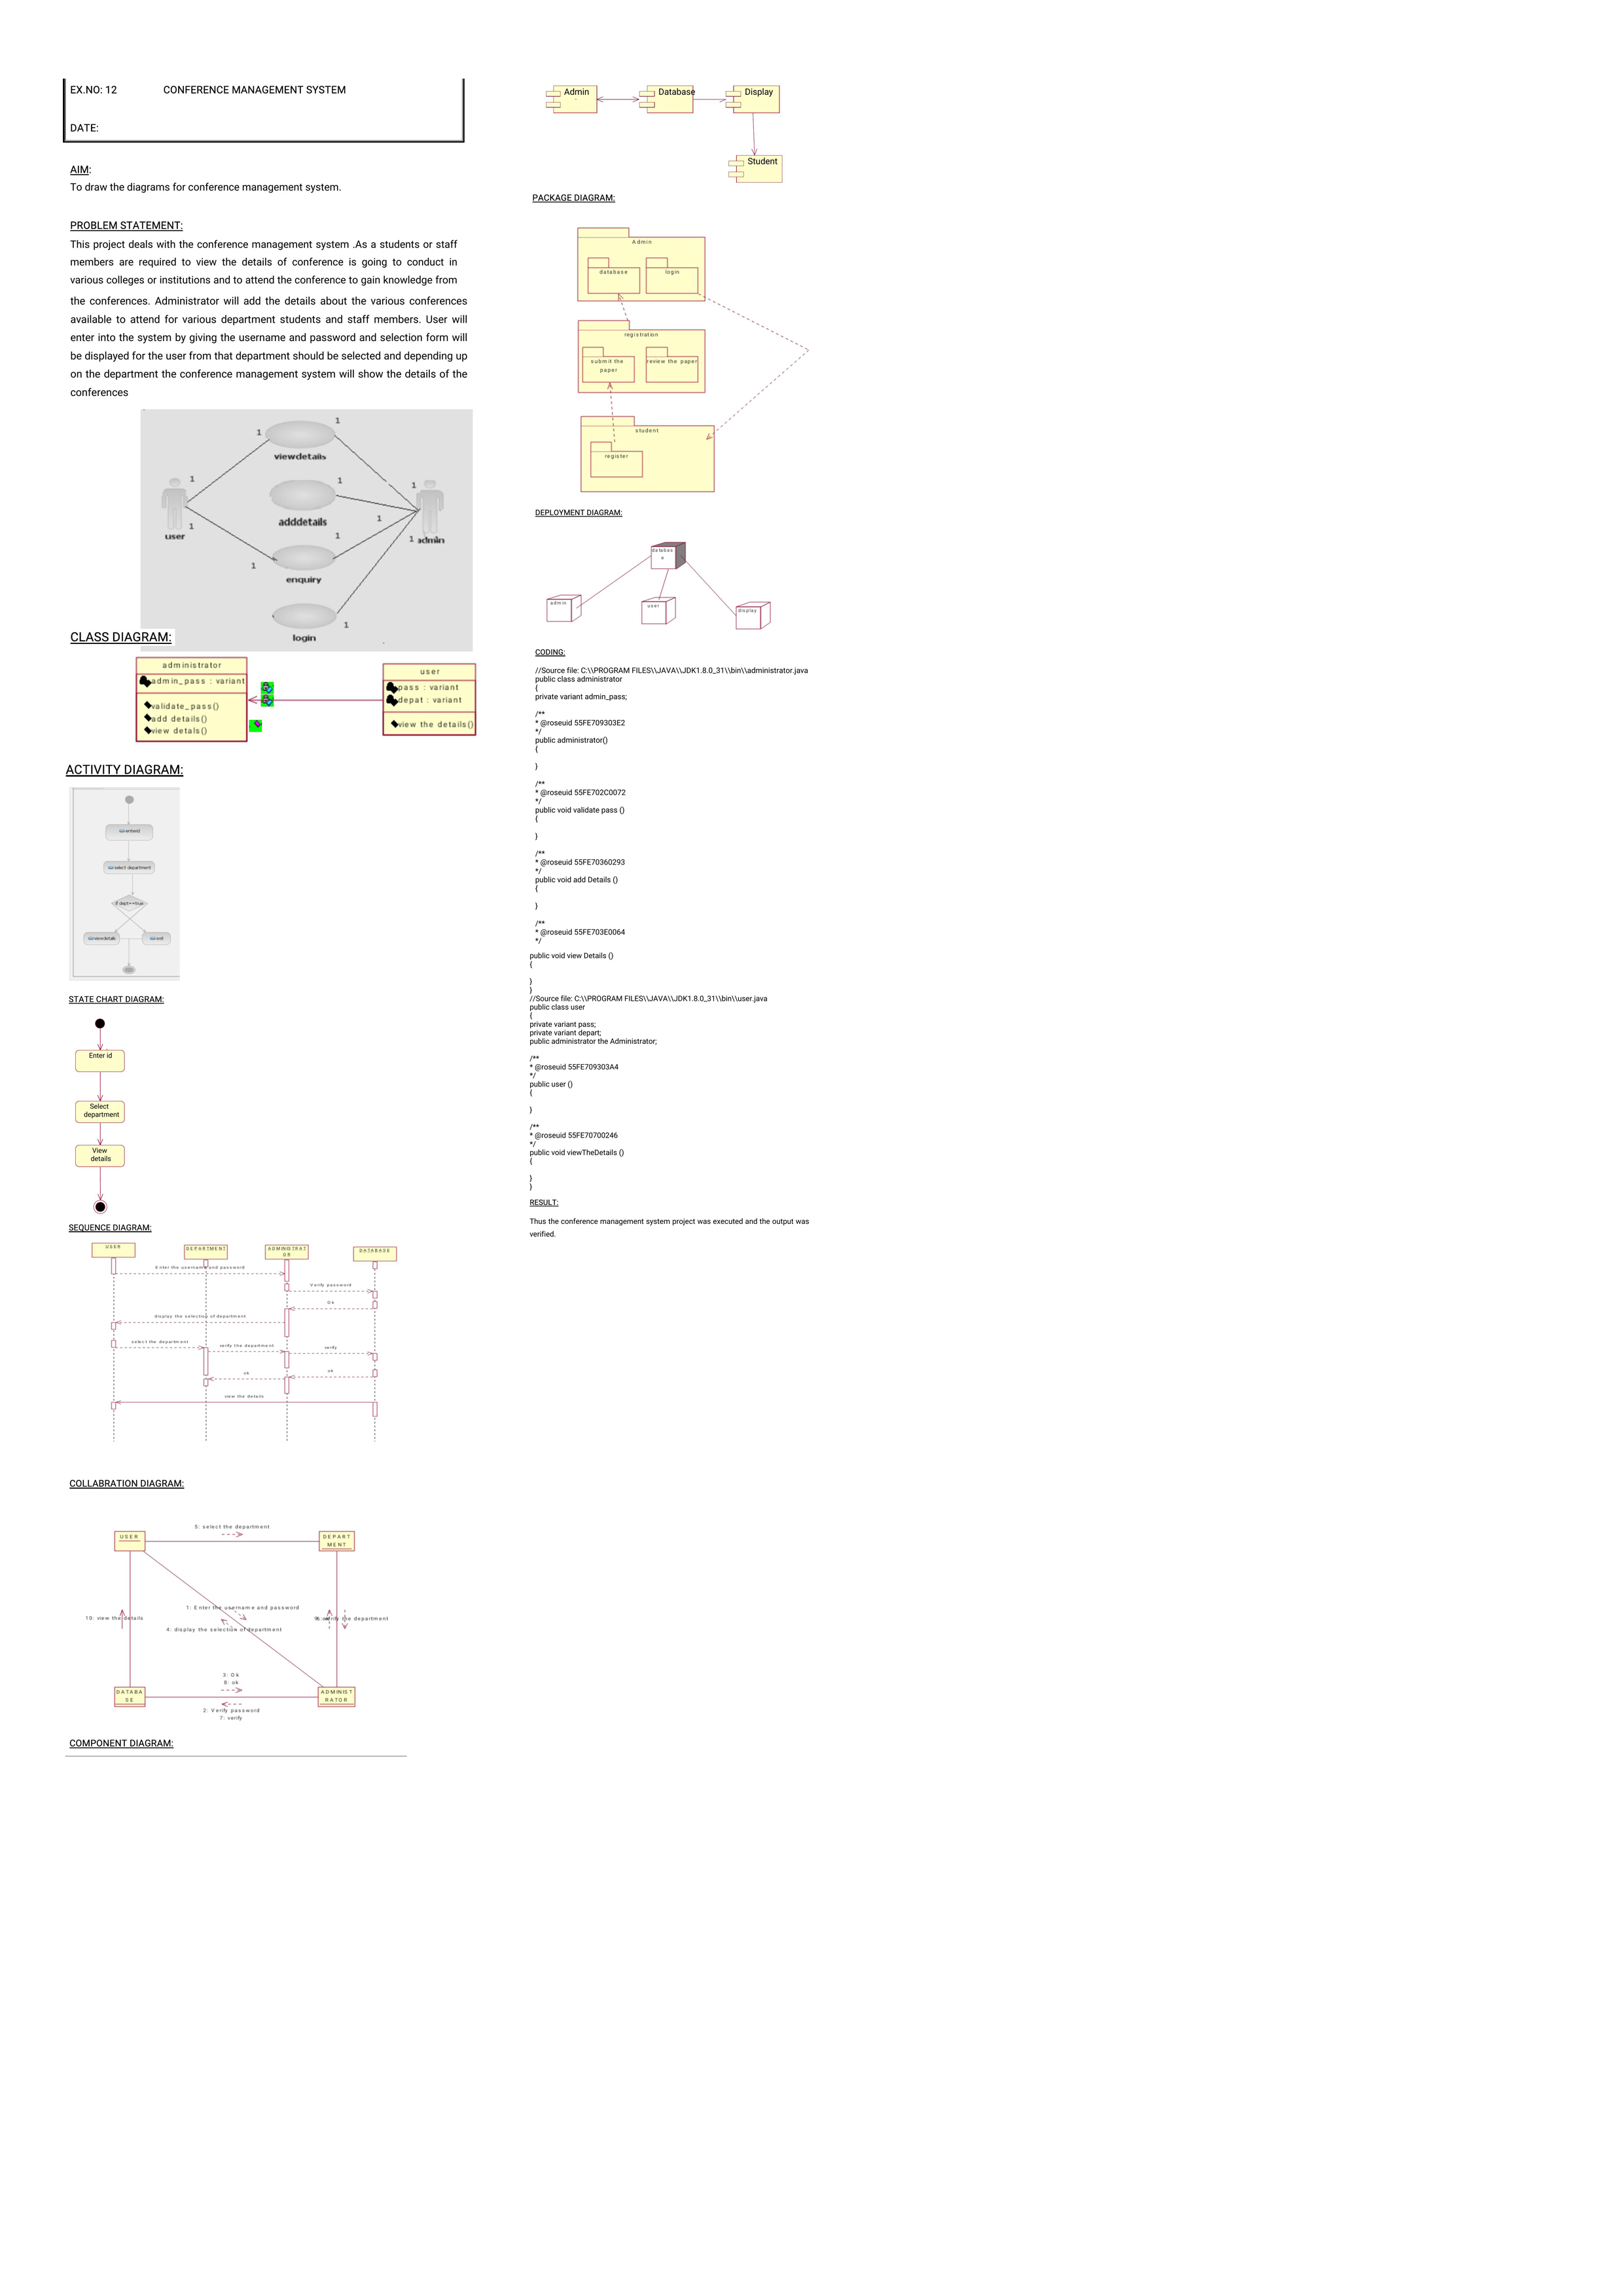 EX.NO: 12 CONFERENCE MANAGEMENT SYSTEM
DATE:
AIM:
To draw the diagrams for conference management system.
PROBLEM STATEMENT:
This project deals with the conference management system .As a students or staff
members are required to view the details of conference is going to conduct in
various colleges or institutions and to attend the conference to gain knowledge from
the conferences. Administrator will add the details about the various conferences
available to attend for various department students and staff members. User will
enter into the system by giving the username and password and selection form will
be displayed for the user from that department should be selected and depending up
on the department the conference management system will show the details of the
conferences
1
1
viewdetails
1
1
1
adddetails
1
1
user
1
1 admin
1
enquiry
1
login
CLASS DIAGRAM:
administrator
admin_pass : variant
validate_pass()
add details()
view detals()
user
pass : variant
depat : variant
view the details()
ACTIVITY DIAGRAM:
enterid
select department
if dept==true
viewdetails
exit
STATE CHART DIAGRAM:
Enter id
Select
department
View
details
SEQUENCE DIAGRAM:
USER
DEPARTMENT
ADMINISTRAT
OR
DATABASE
Enter the username and password
Verify password
Ok
display the selection of department
select the department
verify the department
verify
ok
ok
view the details
COLLABRATION DIAGRAM:
5: select the department
USER
DEPART
MENT
1: Enter the username and password
10: view the details
verify the department
4: display the selection of department
3: Ok
8: ok
DATABA
SE
ADMINIST
RATOR
2: Verify password
7: verify
COMPONENT DIAGRAM:
Admin
Database
Display
Student
PACKAGE DIAGRAM:
Admin
database
login
registration
submit the
paper
review the paper
student
register
DEPLOYMENT DIAGRAM:
databas
e
admin
user
display
CODING:
//Source file: C:\\PROGRAM FILES\\JAVA\\JDK1.8.0_31\\bin\\administrator.java
public class administrator
{
private variant admin_pass;
/**
* @roseuid 55FE709303E2
*/
public administrator()
{
}
/**
* @roseuid 55FE702C0072
*/
public void validate pass ()
{
}
/**
* @roseuid 55FE70360293
*/
public void add Details ()
{
}
/**
* @roseuid 55FE703E0064
*/
public void view Details ()
{
}
}
//Source file: C:\\PROGRAM FILES\\JAVA\\JDK1.8.0_31\\bin\\user.java
public class user
{
private variant pass;
private variant depart;
public administrator the Administrator;
/**
* @roseuid 55FE709303A4
*/
public user ()
{
}
/**
* @roseuid 55FE70700246
*/
public void viewTheDetails ()
{
}
}
RESULT:
Thus the conference management system project was executed and the output was
verified.